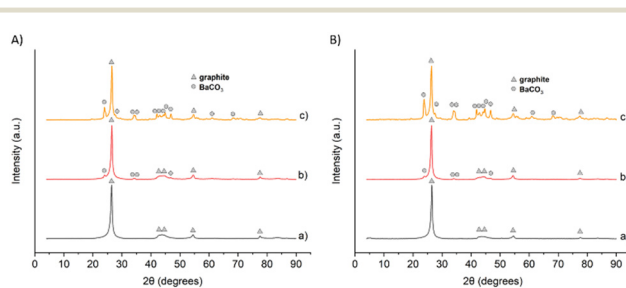 A)
B)
graphite
BaCO₃
graphite
BaCO₃
c)
c
b)
b
a)
a
Intensity (a.u.)
Intensity (a.u.)
0 10 20 30 40 50 60 70 80 90
0 10 20 30 40 50 60 70 80 90
2θ (degrees)
2θ (degrees)